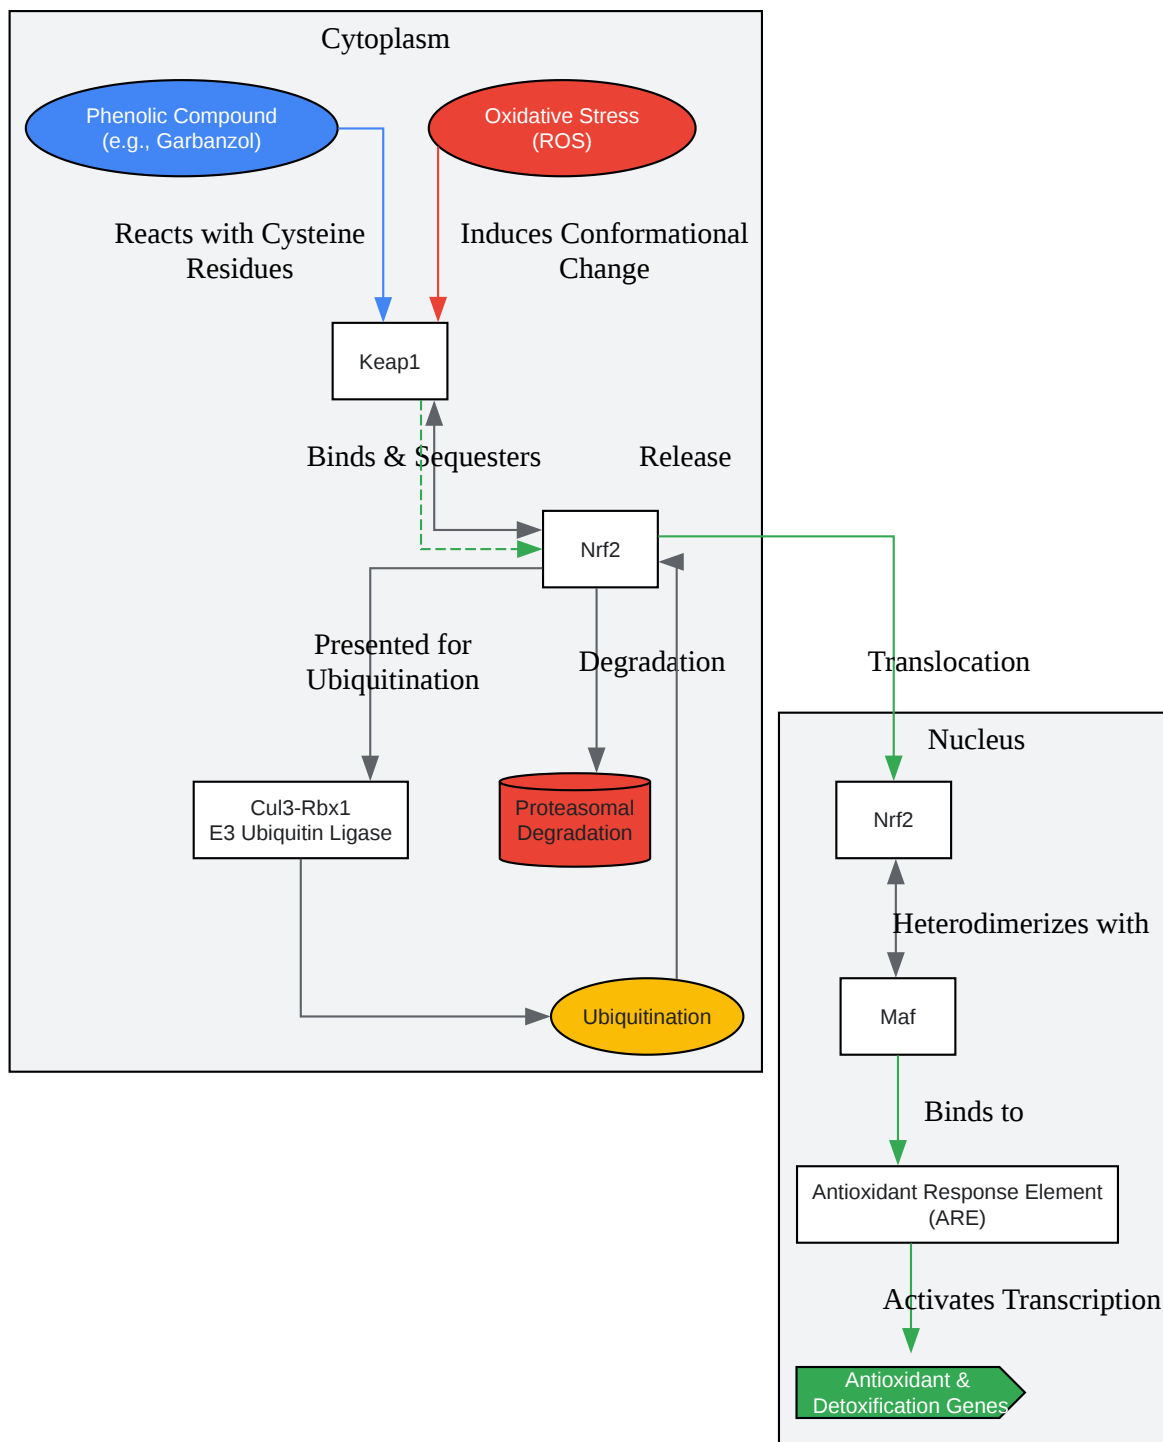 Cytoplasm
Phenolic Compound
(e.g., Garbanzol)
Oxidative Stress
(ROS)
Reacts with Cysteine
Residues
Induces Conformational
Change
Keap1
Binds & Sequesters
Release
Nrf2
Presented for
Ubiquitination
Degradation
Translocation
Nucleus
Cul3-Rbx1
E3 Ubiquitin Ligase
Proteasomal
Degradation
Nrf2
Heterodimerizes with
Ubiquitination
Maf
Binds to
Antioxidant Response Element
(ARE)
Activates Transcription
Antioxidant &
Detoxification Genes